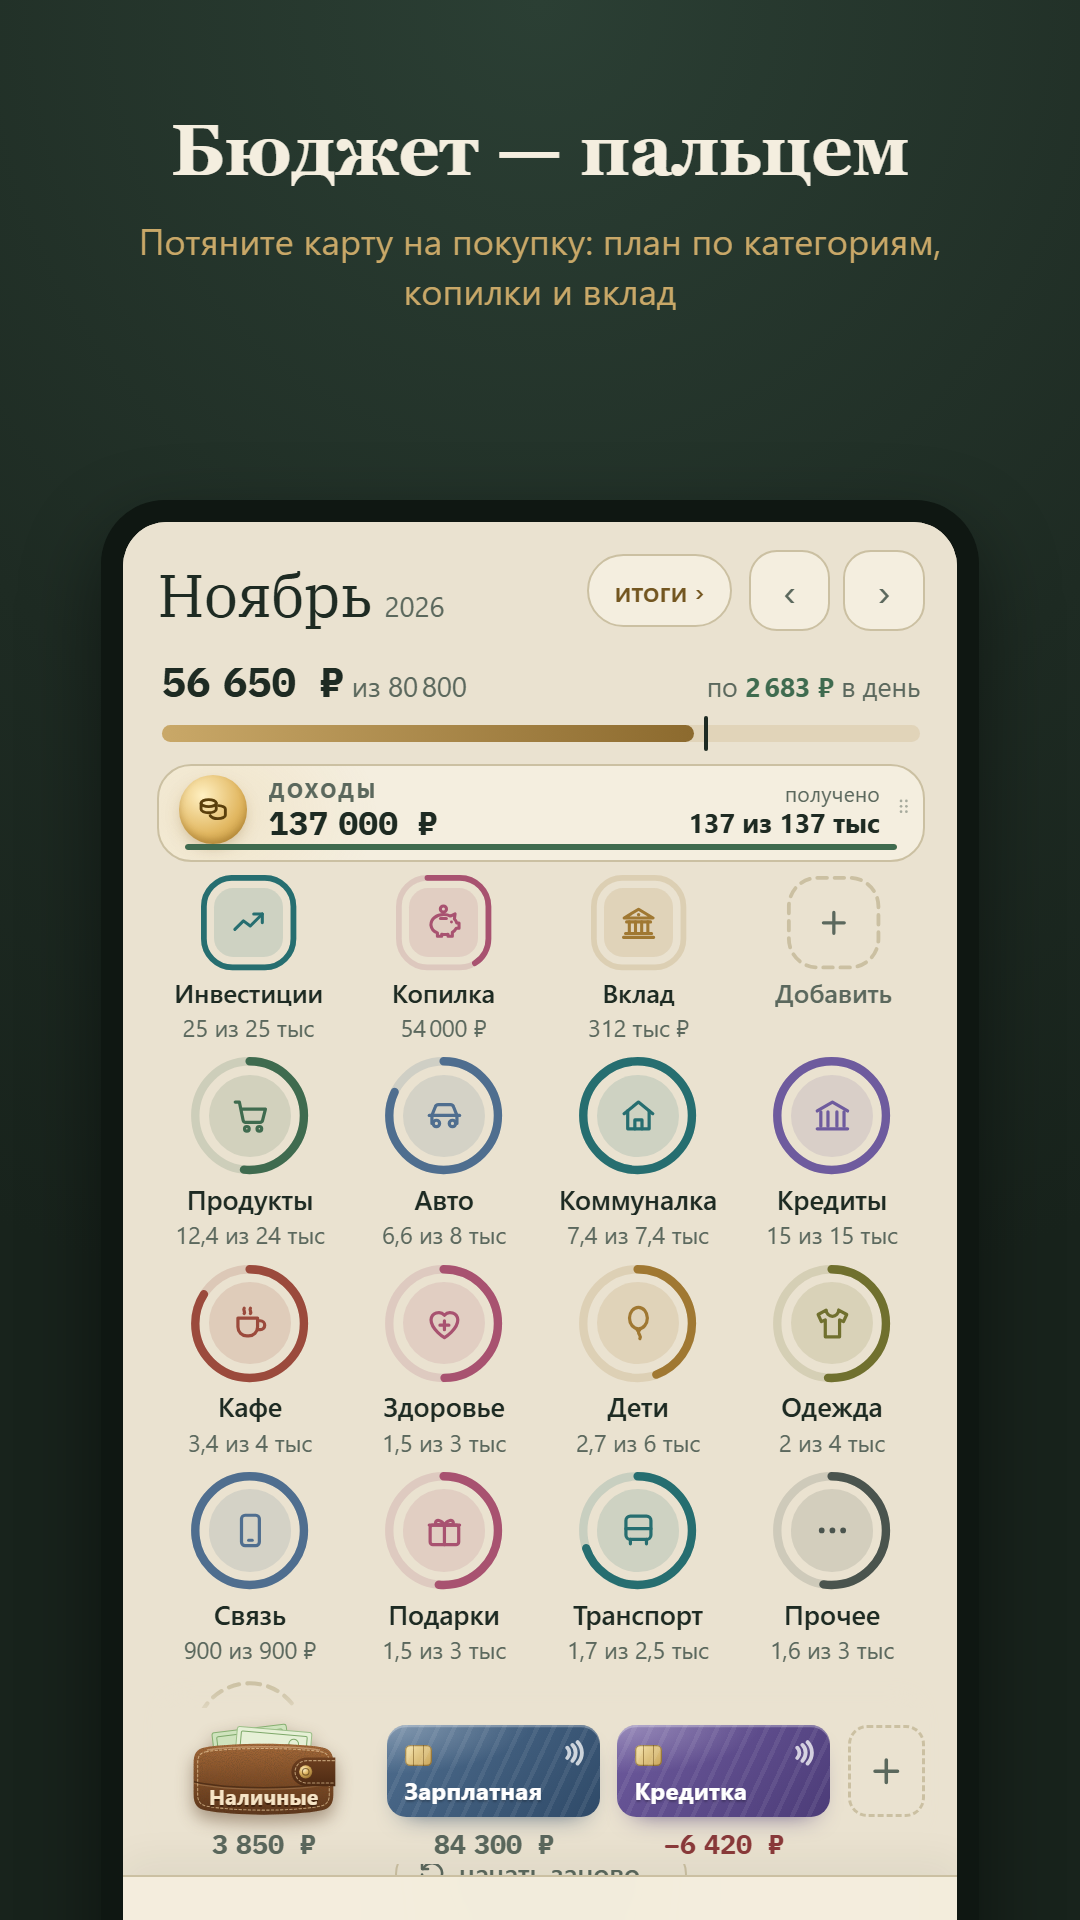 Бюджет — пальцем
Потяните карту на покупку: план по категориям,
копилки и вклад
Ноябрь 2026
ИТОГИ ›
‹ ›
56 650 ₽ из 80 800
по 2 683 ₽ в день
ДОХОДЫ
137 000 ₽
получено
137 из 137 тыс
Инвестиции Копилка Вклад Добавить
25 из 25 тыс 54 000 ₽ 312 тыс ₽
Продукты Авто Коммуналка Кредиты
12,4 из 24 тыс 6,6 из 8 тыс 7,4 из 7,4 тыс 15 из 15 тыс
Кафе Здоровье Дети Одежда
3,4 из 4 тыс 1,5 из 3 тыс 2,7 из 6 тыс 2 из 4 тыс
Связь Подарки Транспорт Прочее
900 из 900 ₽ 1,5 из 3 тыс 1,7 из 2,5 тыс 1,6 из 3 тыс
Наличные Зарплатная Кредитка
3 850 ₽ 84 300 ₽ −6 420 ₽
начать заново